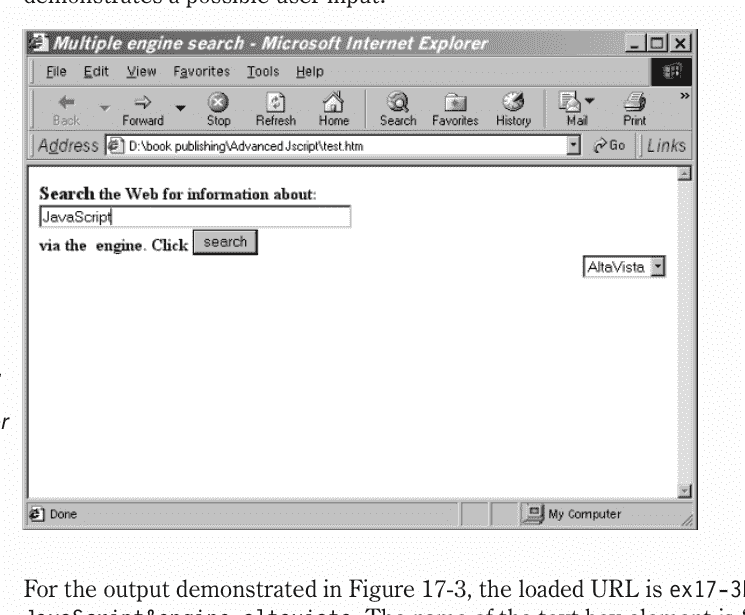 demonstrates a possible user input.
Multiple engine search - Microsoft Internet Explorer
File Edit View Favorites Tools Help
Back Forward Stop Refresh Home Search Favorites History Mail Print »
Address D:\book publishing\Advanced Jscript\test.htm Go Links
Search the Web for information about:
JavaScript
via the engine. Click search
AltaVista
Done My Computer
For the output demonstrated in Figure 17-3, the loaded URL is ex17-3
The name of the text box element is